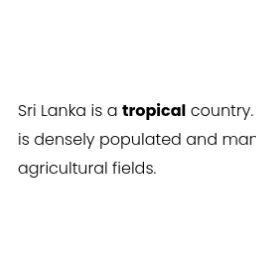 Sri Lanka is a tropical country.
is densely populated and
agricultural fields.